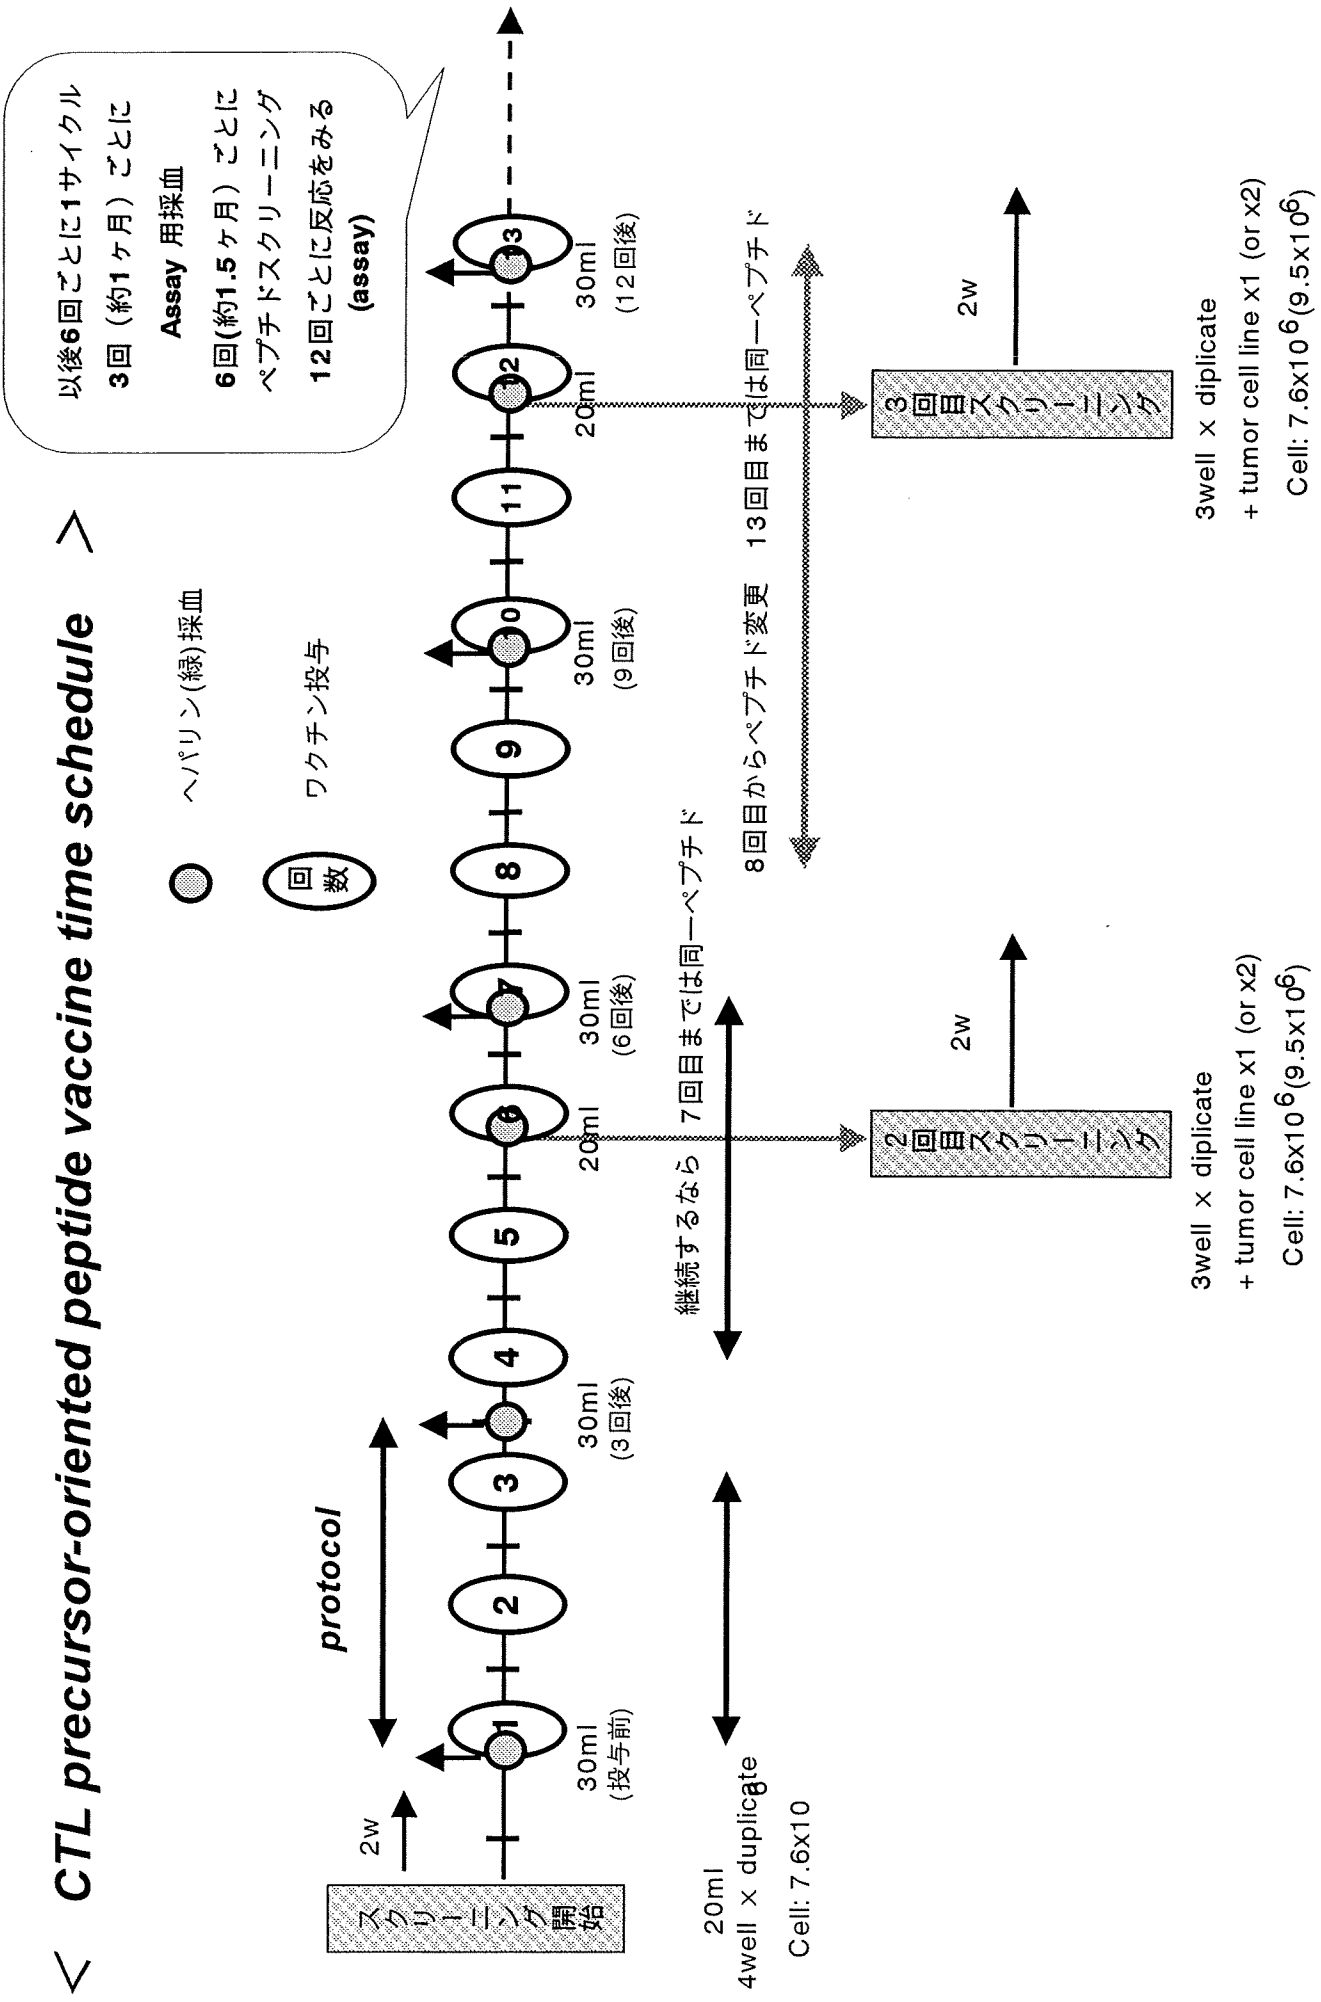 < CTL precursor-oriented peptide vaccine time schedule >
ヘパリン(緑)採血
回数
ワクチン投与
以後6回ごとに1サイクル
3回（約1ヶ月）ごとに
Assay 用採血
6回(約1.5ヶ月）ごとに
ペプチドスクリーニング
12回ごとに反応をみる
(assay)
スクリーニング開始
2w
protocol
1
2
3
4
5
6
7
8
9
10
11
12
13
30ml
(投与前)
30ml
(3回後)
20ml
30ml
(6回後)
30ml
(9回後)
20ml
30ml
(12回後)
20ml
4well × duplicate
Cell: 7.6x10 6
継続するなら 7回目までは同一ペプチド
8回目からペプチド変更 13回目までは同一ペプチド
2回目スクリーニング
2w
3well × diplicate
+ tumor cell line x1 (or x2)
Cell: 7.6x10 6(9.5x10 6)
3回目スクリーニング
2w
3well × diplicate
+ tumor cell line x1 (or x2)
Cell: 7.6x10 6(9.5x10 6)